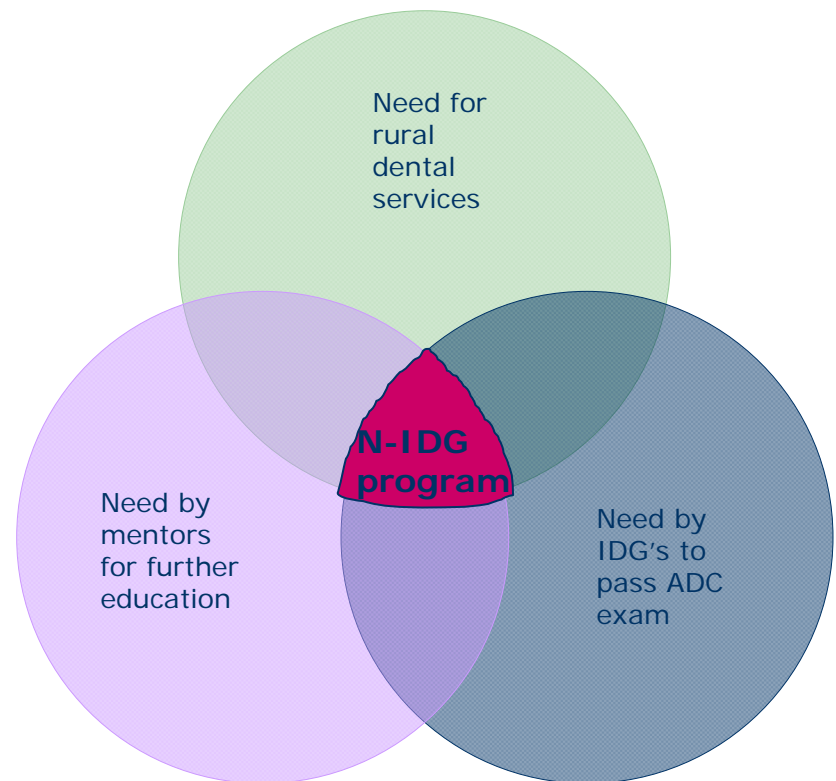 Need for
rural
dental
services
N-IDG
program
Need by
mentors
for further
education
Need by
IDG's to
pass ADC
exam